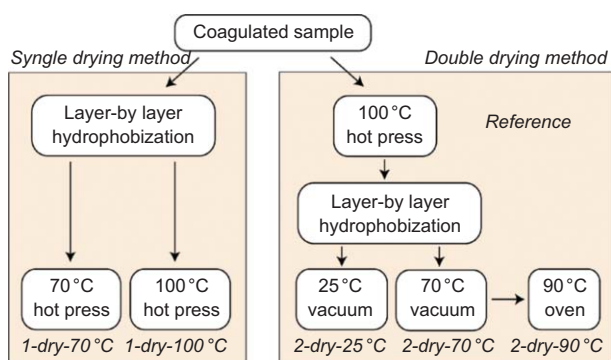 Coagulated sample
Syngle drying method
Double drying method
Layer-by layer
hydrophobization
100 °C
hot press
Reference
Layer-by layer
hydrophobization
70 °C
hot press
100 °C
hot press
25 °C
vacuum
70 °C
vacuum
90 °C
oven
1-dry-70 °C 1-dry-100 °C
2-dry-25 °C 2-dry-70 °C 2-dry-90 °C